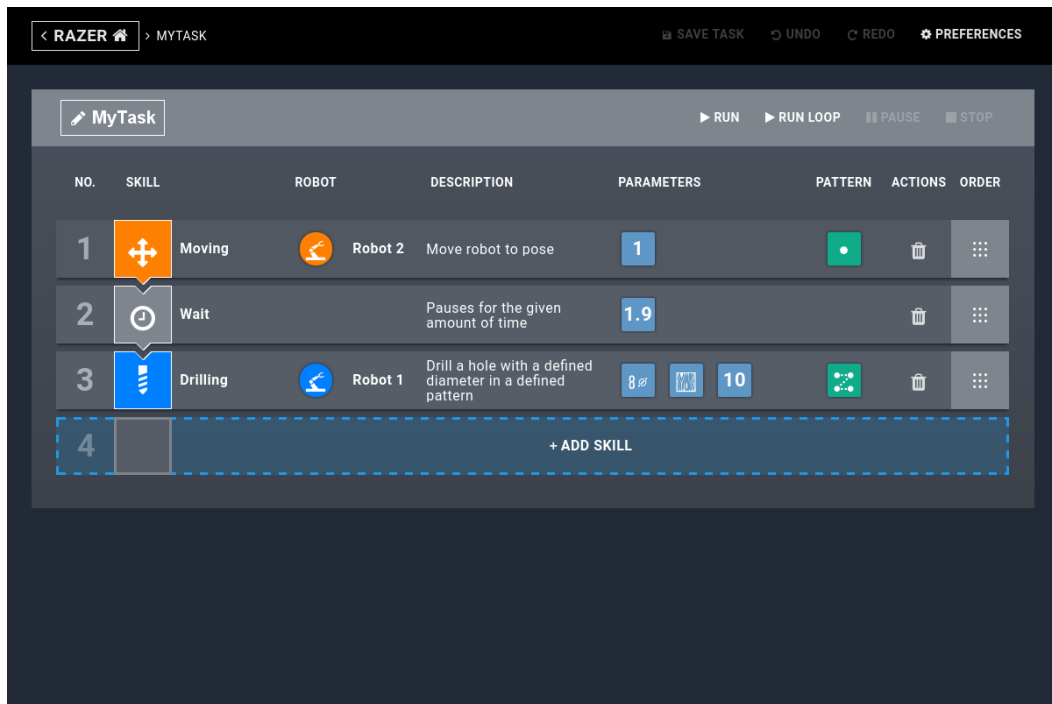 < RAZER > MYTASK SAVE TASK UNDO REDO PREFERENCES
MyTask RUN RUN LOOP PAUSE STOP
NO. SKILL ROBOT DESCRIPTION PARAMETERS PATTERN ACTIONS ORDER
1 Moving Robot 2 Move robot to pose 1
2 Wait Pauses for the given
amount of time 1.9
3 Drilling Robot 1 Drill a hole with a defined
diameter in a defined
pattern 8 ⌀ 10
4 + ADD SKILL